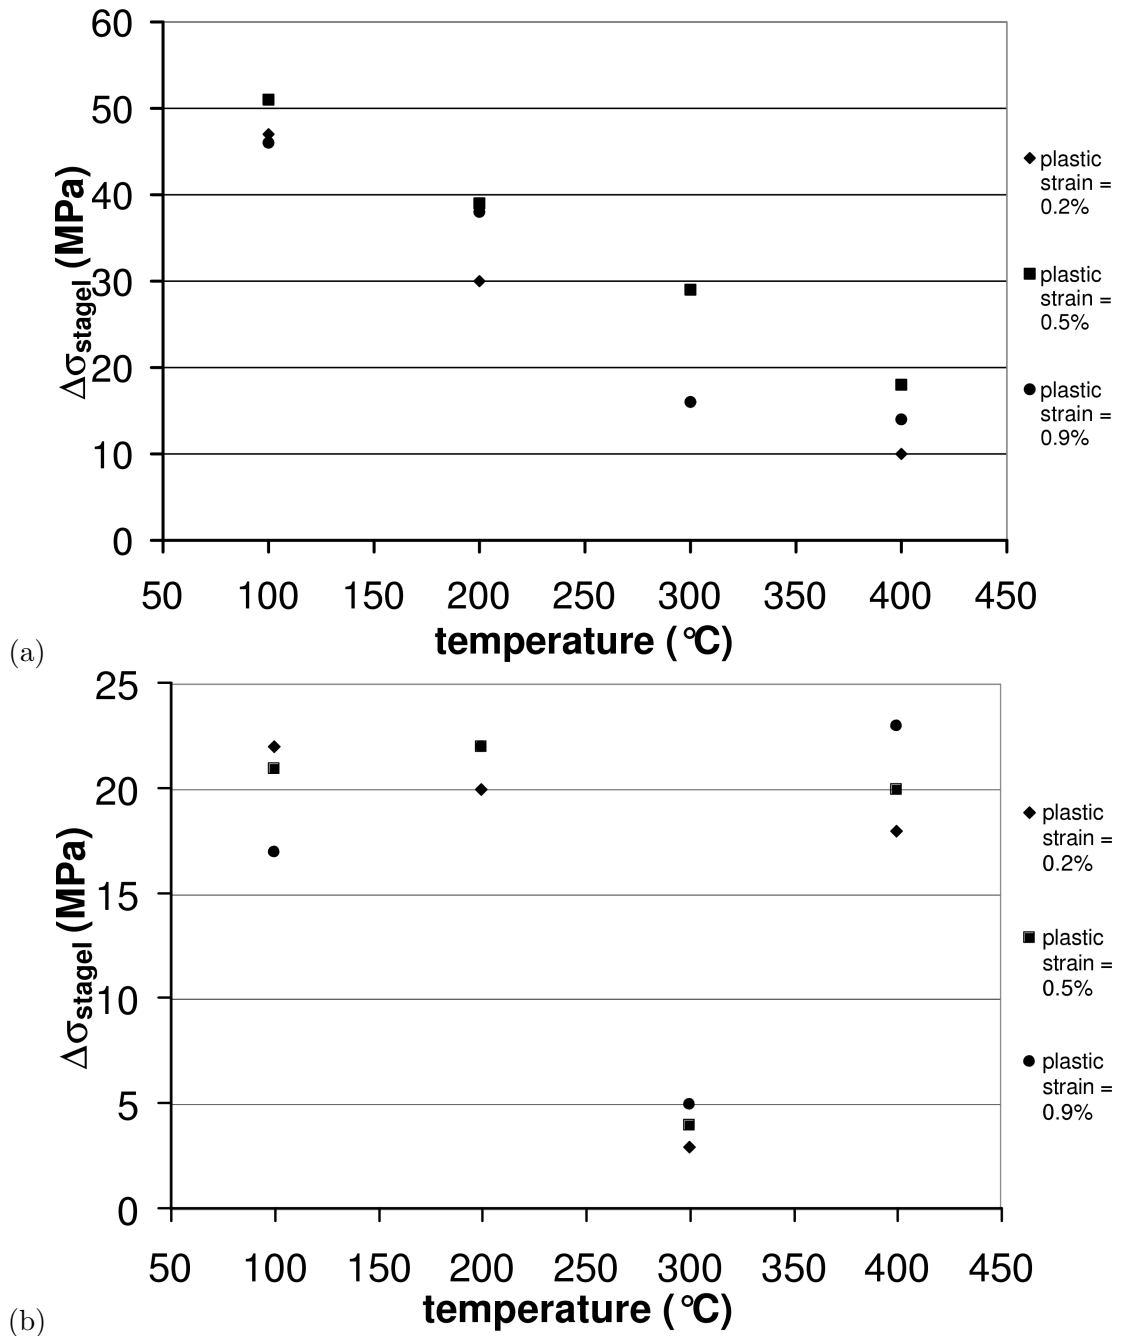 60
50
40
30
20
10
0
ΔσstageI (MPa)
50 100 150 200 250 300 350 400 450
temperature (°C)
plastic
strain =
0.2%
plastic
strain =
0.5%
plastic
strain =
0.9%
(a)
25
20
15
10
5
0
ΔσstageI (MPa)
50 100 150 200 250 300 350 400 450
temperature (°C)
plastic
strain =
0.2%
plastic
strain =
0.5%
plastic
strain =
0.9%
(b)